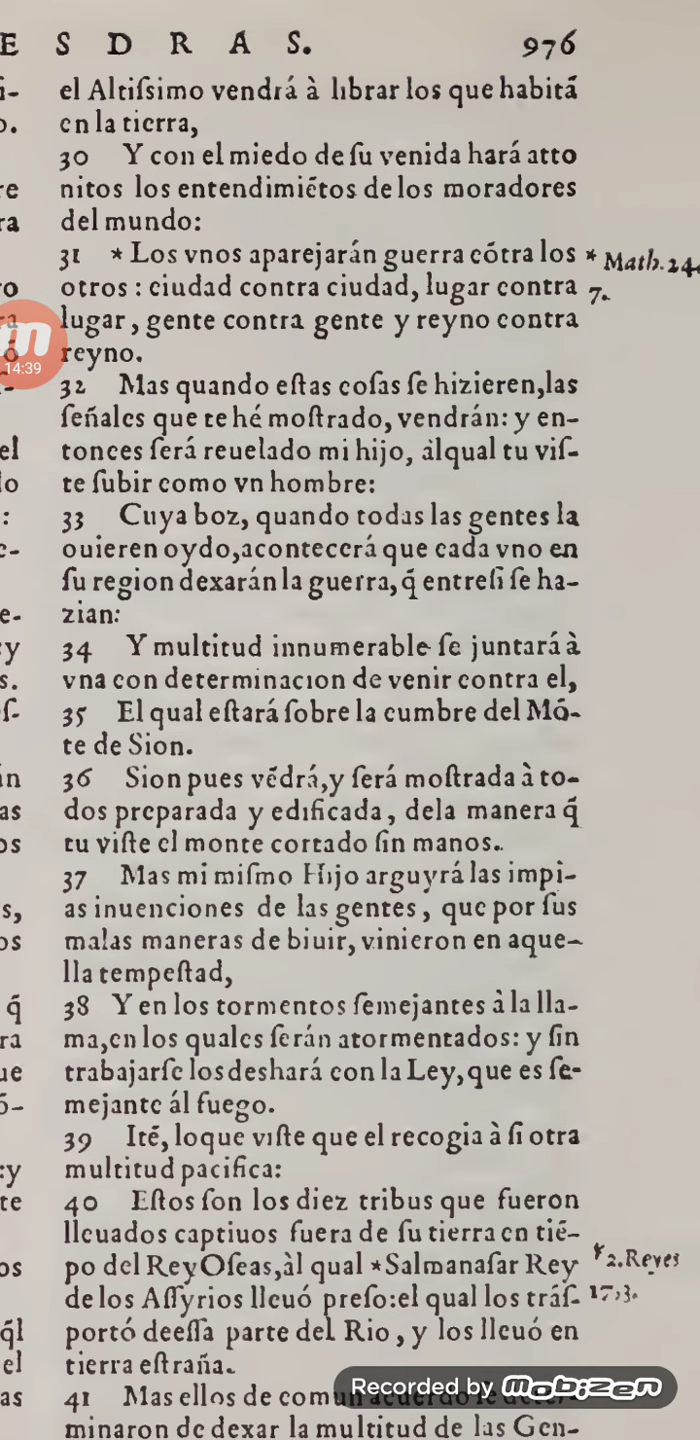 E S D R A S. 976
el Altiſsimo vendrá à librar los que habitã
en la tierra,
30 Y con el miedo de ſu venida hará atto
nitos los entendimiẽtos de los moradores
del mundo:
31 * Los vnos aparejarán guerra cõtra los
* Math. 24.
otros : ciudad contra ciudad, lugar contra
7.
lugar, gente contra gente y reyno contra
reyno.
32 Mas quando eſtas coſas ſe hizieren, las
ſeñales que te hé moſtrado, vendrán: y en-
tonces ſerá reuelado mi hijo, àlqual tu viſ-
te ſubir como vn hombre:
33 Cuya boz, quando todas las gentes la
ouieren oydo, acontecerá que cada vno en
ſu region dexarán la guerra, q̃ entreſi ſe ha-
zian:
34 Y multitud innumerable ſe juntará à
vna con determinacion de venir contra el,
35 El qual eſtará ſobre la cumbre del Mõ-
te de Sion.
36 Sion pues vẽdrá, y ſerá moſtrada à to-
dos preparada y edificada, dela manera q̃
tu viſte el monte cortado ſin manos.
37 Mas mi miſmo Hijo arguyrá las impi-
as inuenciones de las gentes, que por ſus
malas maneras de biuir, vinieron en aque-
lla tempeſtad,
38 Y en los tormentos ſemejantes à la lla-
ma, en los quales ſerán atormentados: y ſin
trabajarſe los deshará con la Ley, que es ſe-
mejante ál fuego.
39 Itẽ, loque viſte que el recogia à ſi otra
multitud pacifica:
40 Eſtos ſon los diez tribus que fueron
lleuados captiuos fuera de ſu tierra en tiẽ-
po del Rey Oſeas, àl qual * Salmanaſar Rey
* 2. Reyes
de los Aſſyrios lleuó preſo: el qual los trãſ-
17,3.
portó deeſſa parte del Rio, y los lleuó en
tierra eſtraña.
41 Mas ellos de comun acuerdo ſe deter-
minaron de dexar la multitud de las Gen-
14:39
Recorded by mobizen